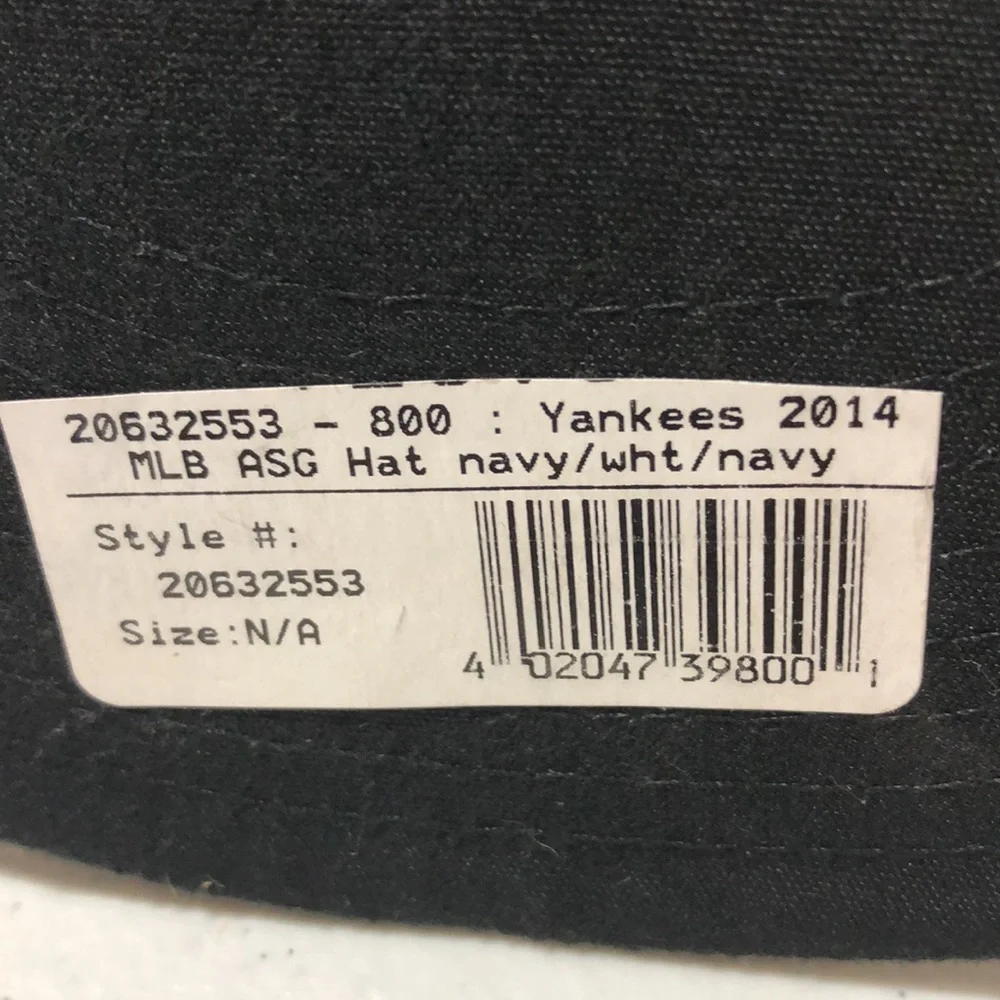 20632553 - 800 : Yankees 2014
MLB ASG Hat navy/wht/navy
Style #:
20632553
Size:N/A
4 02047 39800 1